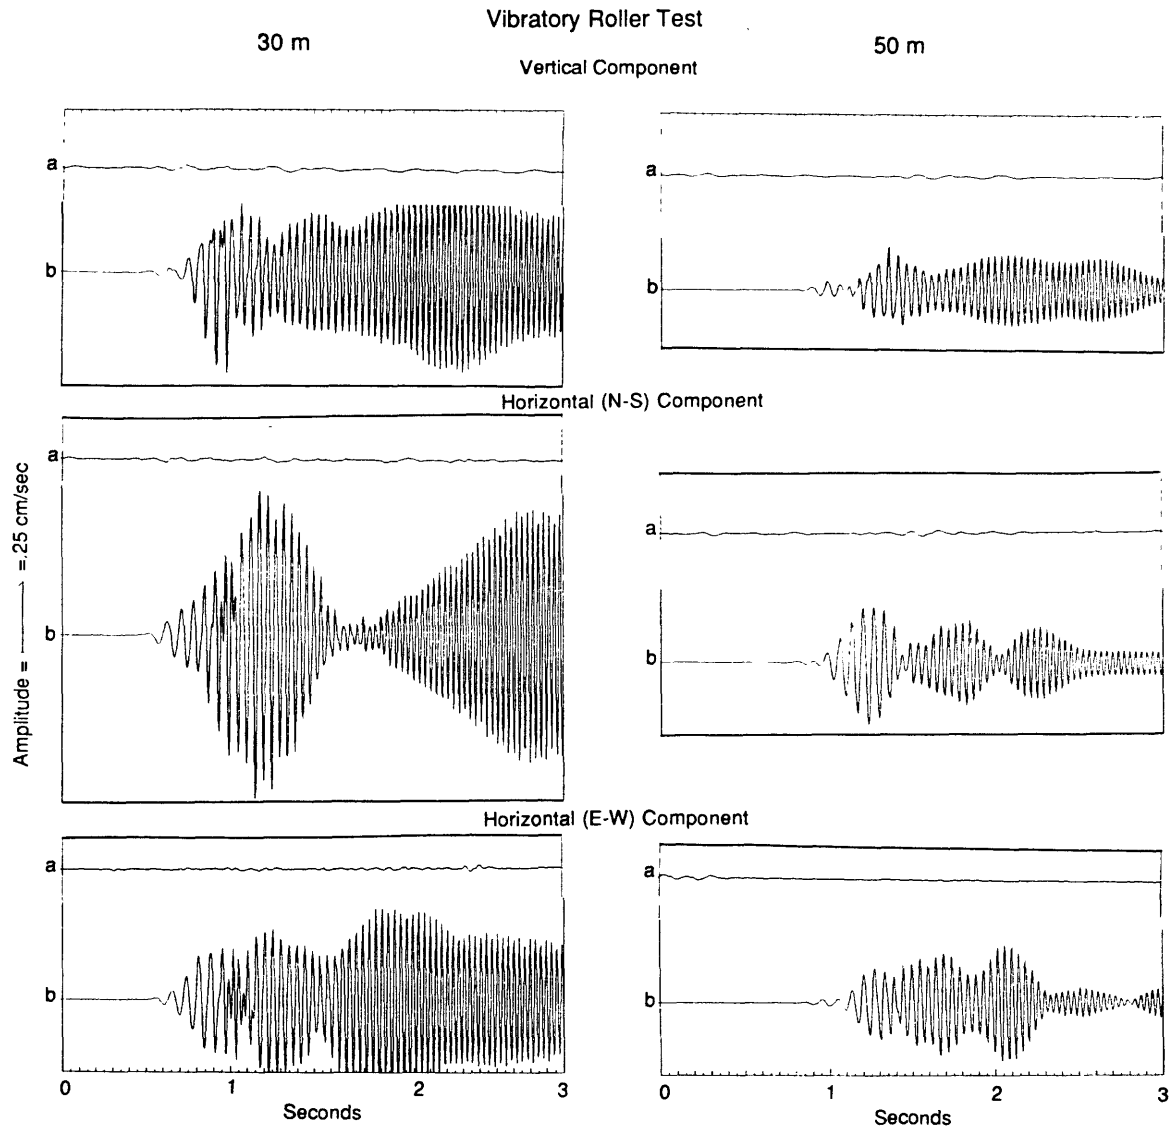 Vibratory Roller Test
30 m
50 m
Vertical Component
a
b
a
b
Horizontal (N-S) Component
a
b
a
b
Amplitude = ⟶ =.25 cm/sec
Horizontal (E-W) Component
a
b
a
b
0 1 2 3
Seconds
0 1 2 3
Seconds